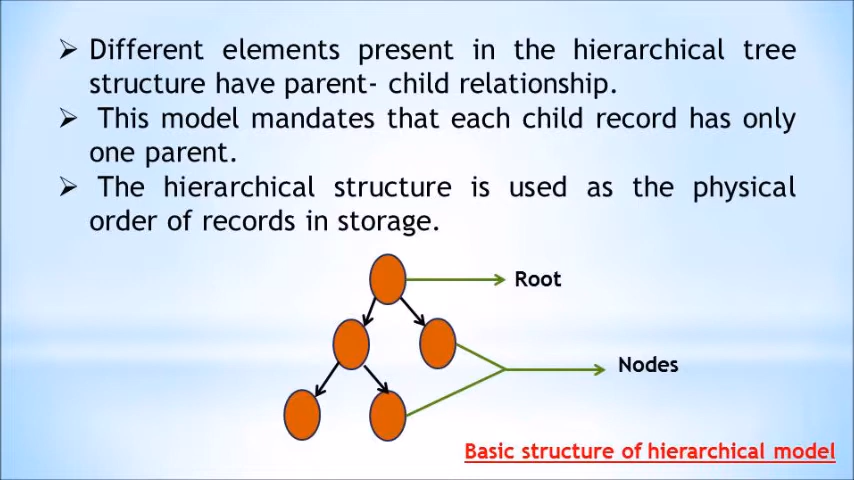 ➢ Different elements present in the hierarchical tree
structure have parent- child relationship.
➢ This model mandates that each child record has only
one parent.
➢ The hierarchical structure is used as the physical
order of records in storage.
Root
Nodes
Basic structure of hierarchical model